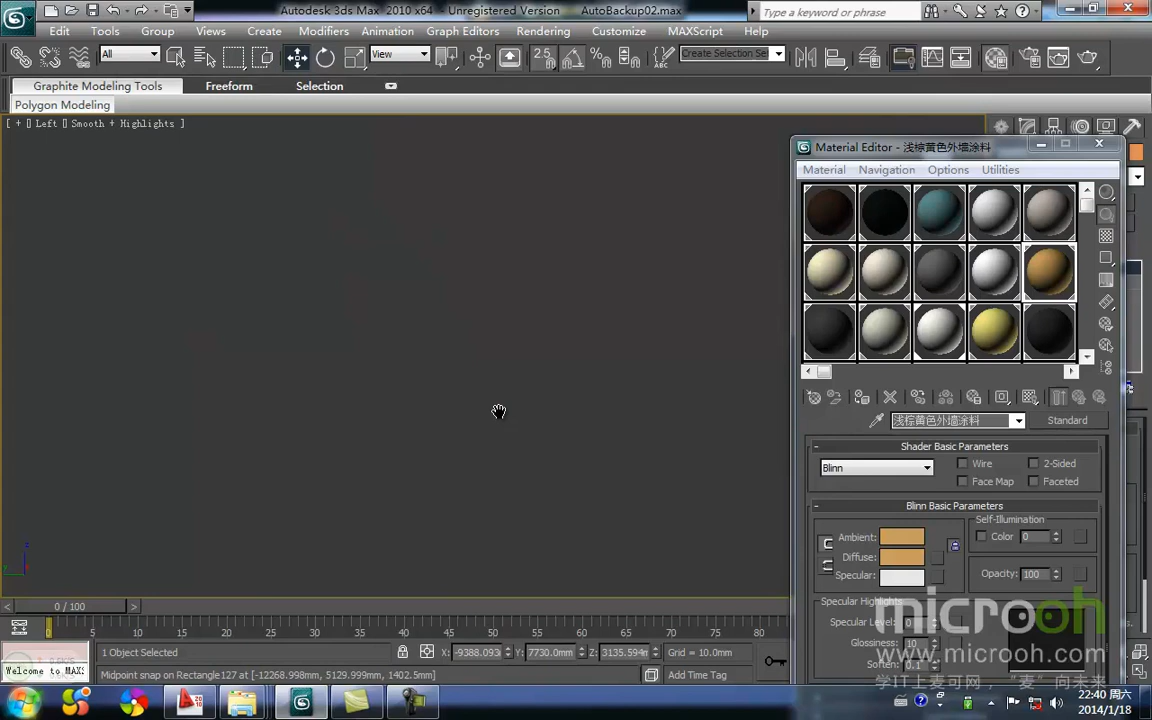 Autodesk 3ds Max 2010 x64 - Unregistered Version AutoBackup02.max
Type a keyword or phrase
Edit Tools Group Views Create Modifiers Animation Graph Editors Rendering Customize MAXScript Help
All View 2.5 Create Selection Se
Graphite Modeling Tools Freeform Selection
Polygon Modeling
[ + ] Left [] Smooth + Highlights ]
Material Editor - 浅棕黄色外墙涂料
Material Navigation Options Utilities
浅棕黄色外墙涂料 Standard
Shader Basic Parameters
Blinn Wire 2-Sided
Face Map Faceted
Blinn Basic Parameters
Self-Illumination
Ambient: Color 0
Diffuse:
Specular: Opacity: 100
Specular Highlights
Specular Level: 0
Glossiness: 10
Soften: 0.1
microoh
www.microoh.com
学IT上麦可网，“麦”向未来
0 / 100
0 5 10 15 20 25 30 35 40 45 50 55 60 65 70 75 80
1 Object Selected X: -9388.093 Y: 7730.0mm Z: 3135.594m Grid = 10.0mm
Welcome to MAX: Midpoint snap on Rectangle127 at [-12268.998mm, 5129.999mm, 1402.5mm] Add Time Tag
22:40 周六
2014/1/18